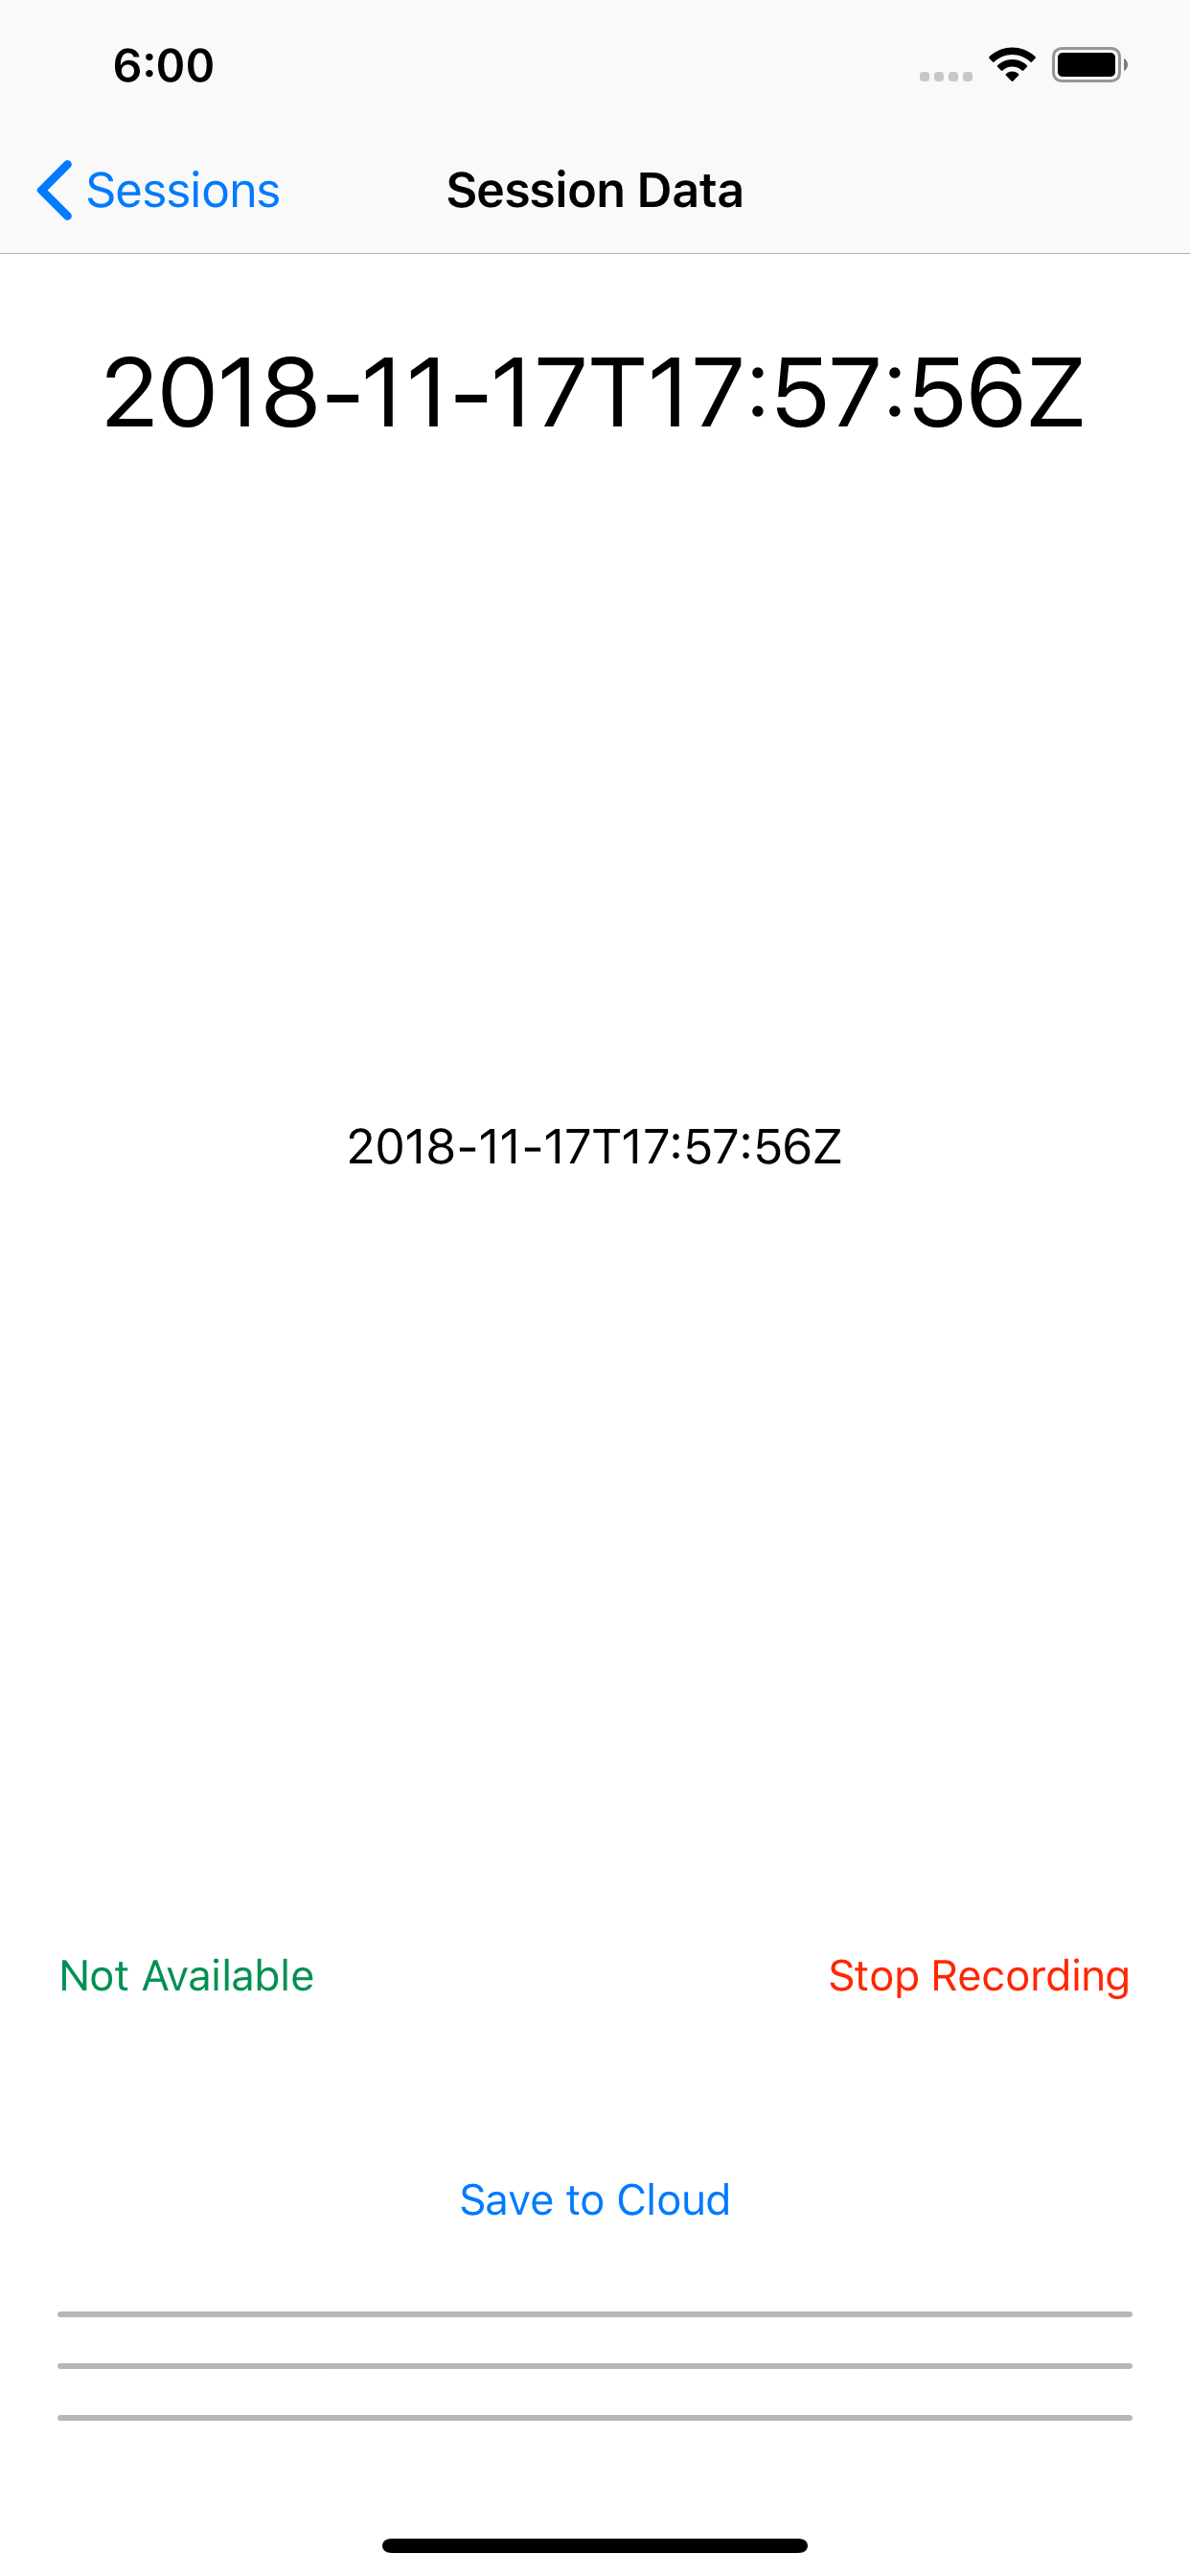 6:00
Sessions
Session Data
2018-11-17T17:57:56Z
2018-11-17T17:57:56Z
Not Available
Stop Recording
Save to Cloud